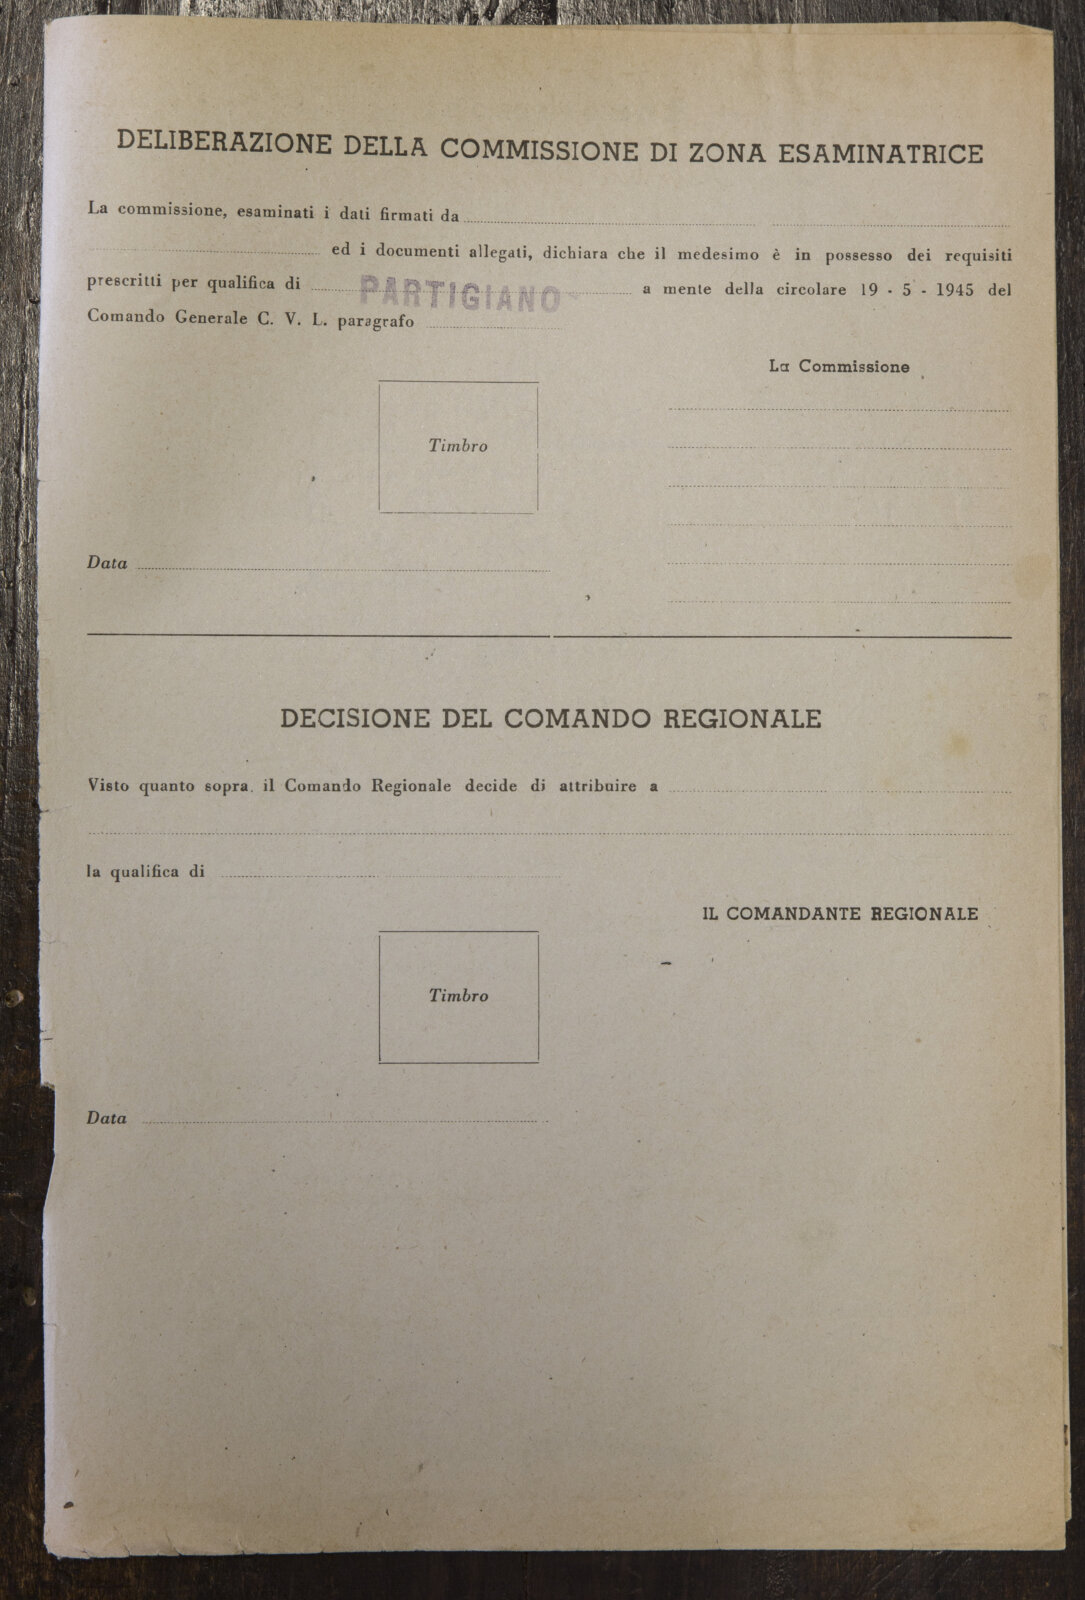 DELIBERAZIONE DELLA COMMISSIONE DI ZONA ESAMINATRICE
La commissione, esaminati i dati firmati da
ed i documenti allegati, dichiara che il medesimo è in possesso dei requisiti
prescritti per qualifica di PARTIGIANO a mente della circolare 19 - 5 - 1945 del
Comando Generale C. V. L. paragrafo
La Commissione
Timbro
Data
DECISIONE DEL COMANDO REGIONALE
Visto quanto sopra, il Comando Regionale decide di attribuire a
la qualifica di
IL COMANDANTE REGIONALE
Timbro
Data